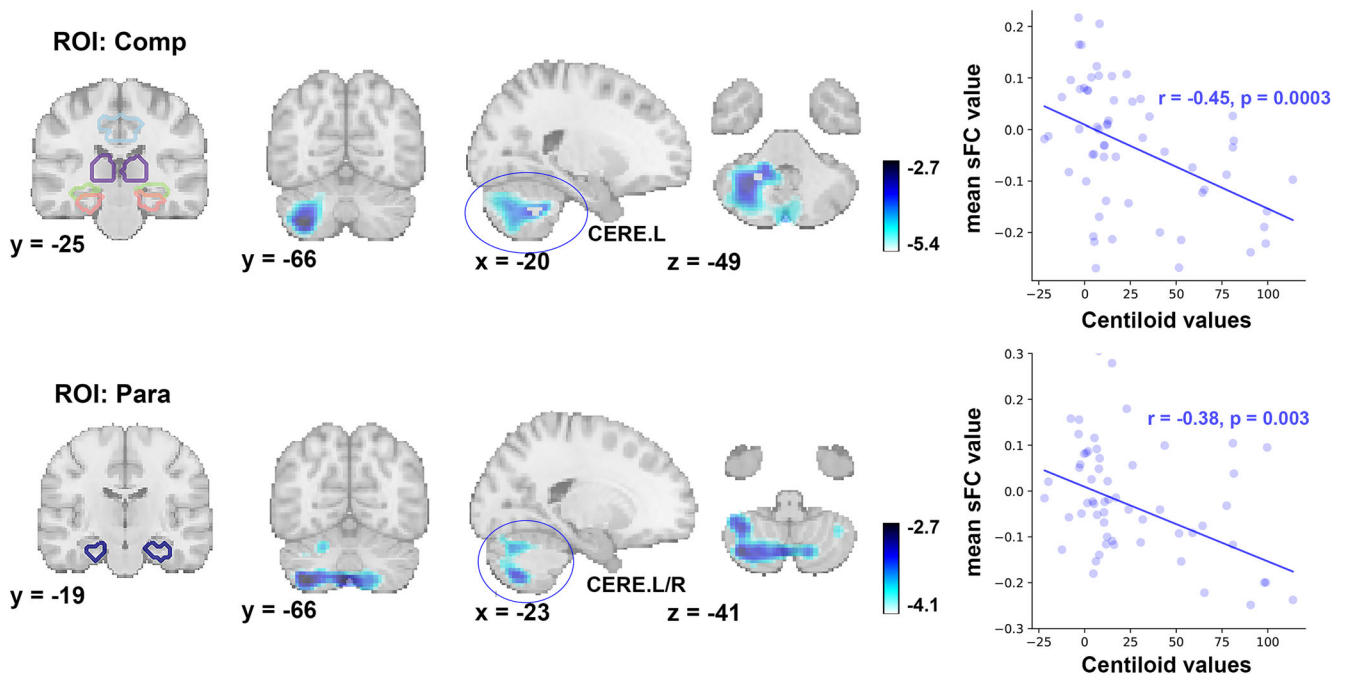 ROI: Comp
y = -25
y = -66
x = -20
CERE.L
z = -49
-2.7
-5.4
mean sFC value
0.2
0.1
0.0
−0.1
−0.2
r = -0.45, p = 0.0003
−25
0
25
50
75
100
Centiloid values
ROI: Para
y = -19
y = -66
x = -23
CERE.L/R
z = -41
-2.7
-4.1
mean sFC value
0.3
0.2
0.1
0.0
−0.1
−0.2
−0.3
r = -0.38, p = 0.003
−25
0
25
50
75
100
Centiloid values